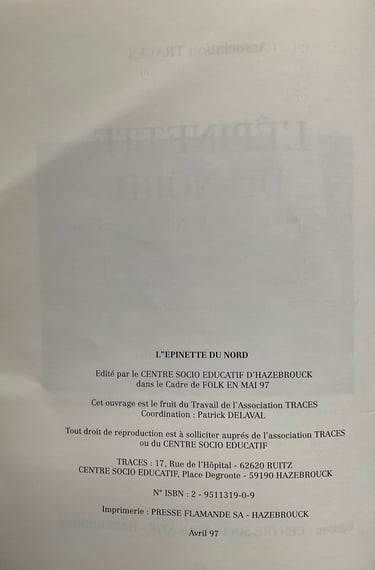 L"EPINETTE DU NORD
Edité par le CENTRE SOCIO EDUCATIF D'HAZEBROUCK
dans le Cadre de FOLK EN MAI 97
Cet ouvrage est le fruit du Travail de l'Association TRACES
Coordination : Patrick DELAVAL
Tout droit de reproduction est à solliciter auprés de l'association TRACES
ou du CENTRE SOCIO EDUCATIF
TRACES : 17, Rue de l'Hôpital - 62620 RUITZ
CENTRE SOCIO EDUCATIF, Place Degroote - 59190 HAZEBROUCK
N° ISBN : 2 - 9511319-0-9
Imprimerie : PRESSE FLAMANDE SA - HAZEBROUCK
Avril 97